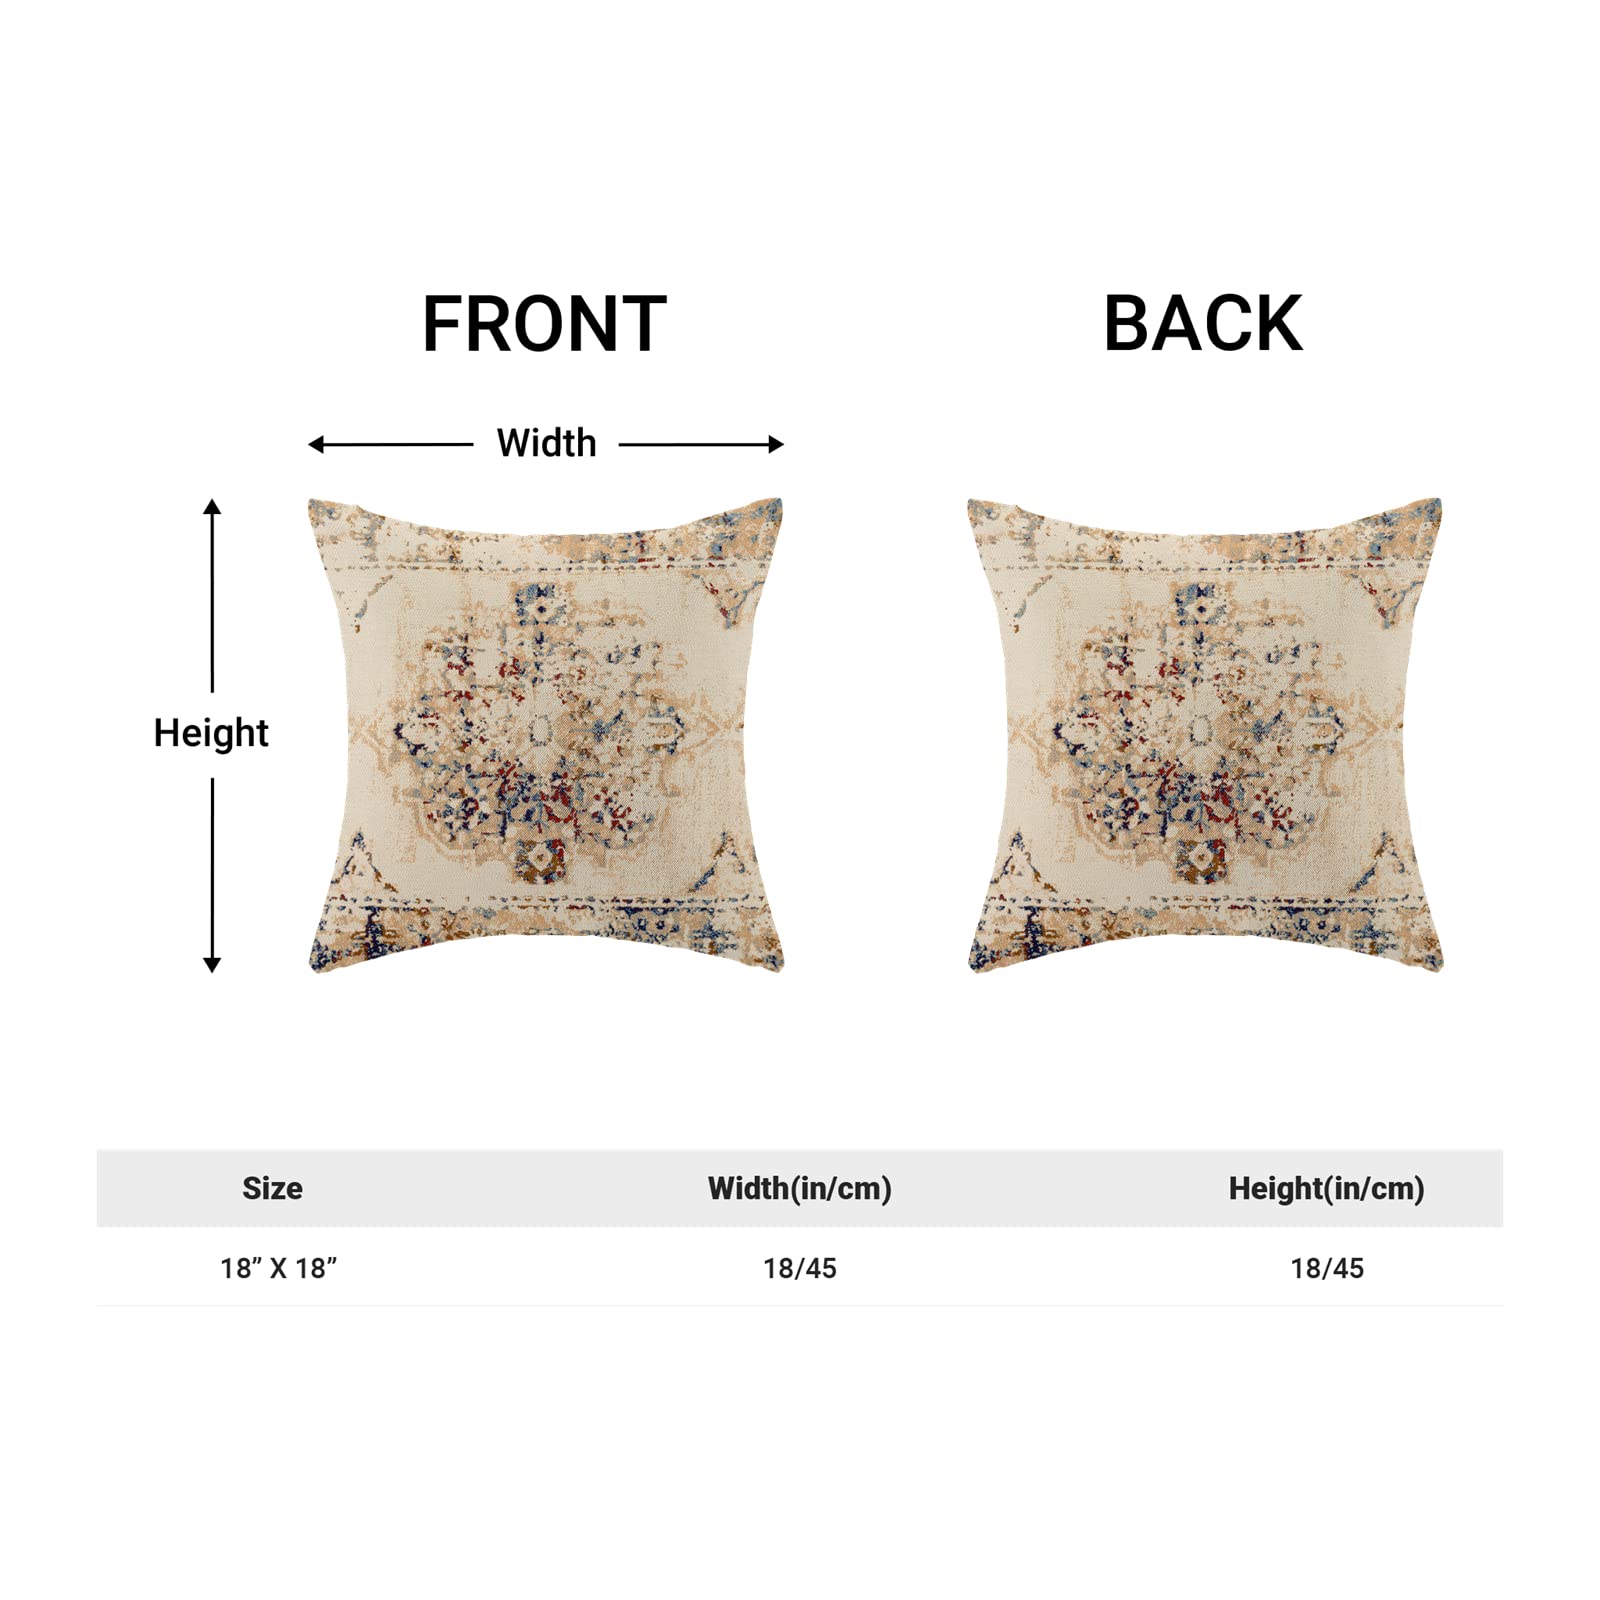 FRONT
BACK
Width
Height
Size Width(in/cm) Height(in/cm)
18” X 18” 18/45 18/45